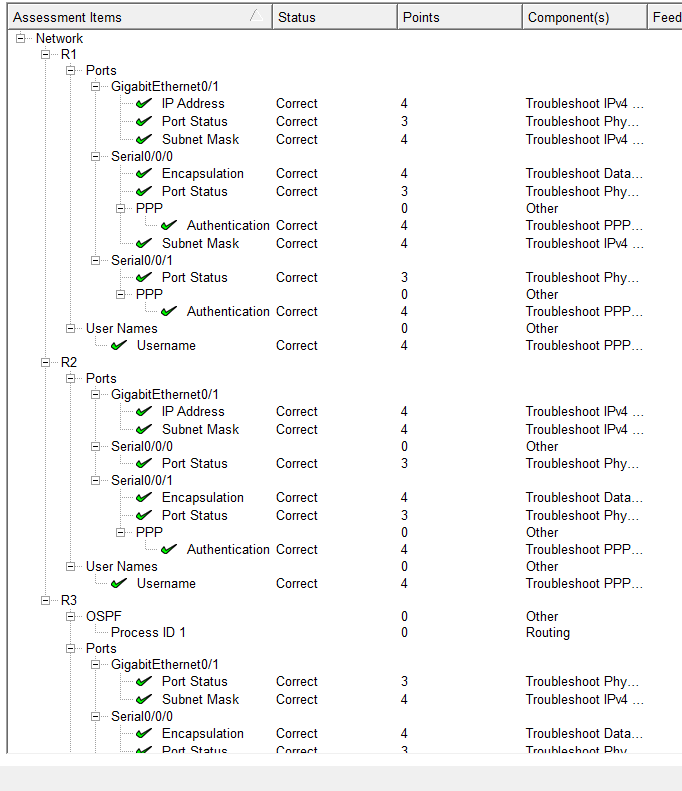 Assessment Items Status Points Component(s) Feed
Network
R1
Ports
GigabitEthernet0/1
IP Address Correct 4 Troubleshoot IPv4 ...
Port Status Correct 3 Troubleshoot Phy...
Subnet Mask Correct 4 Troubleshoot IPv4 ...
Serial0/0/0
Encapsulation Correct 4 Troubleshoot Data...
Port Status Correct 3 Troubleshoot Phy...
PPP 0 Other
Authentication Correct 4 Troubleshoot PPP...
Subnet Mask Correct 4 Troubleshoot IPv4 ...
Serial0/0/1
Port Status Correct 3 Troubleshoot Phy...
PPP 0 Other
Authentication Correct 4 Troubleshoot PPP...
User Names 0 Other
Username Correct 4 Troubleshoot PPP...
R2
Ports
GigabitEthernet0/1
IP Address Correct 4 Troubleshoot IPv4 ...
Subnet Mask Correct 4 Troubleshoot IPv4 ...
Serial0/0/0 0 Other
Port Status Correct 3 Troubleshoot Phy...
Serial0/0/1
Encapsulation Correct 4 Troubleshoot Data...
Port Status Correct 3 Troubleshoot Phy...
PPP 0 Other
Authentication Correct 4 Troubleshoot PPP...
User Names 0 Other
Username Correct 4 Troubleshoot PPP...
R3
OSPF 0 Other
Process ID 1 0 Routing
Ports
GigabitEthernet0/1
Port Status Correct 3 Troubleshoot Phy...
Subnet Mask Correct 4 Troubleshoot IPv4 ...
Serial0/0/0
Encapsulation Correct 4 Troubleshoot Data...
Port Status Correct 3 Troubleshoot Phy...